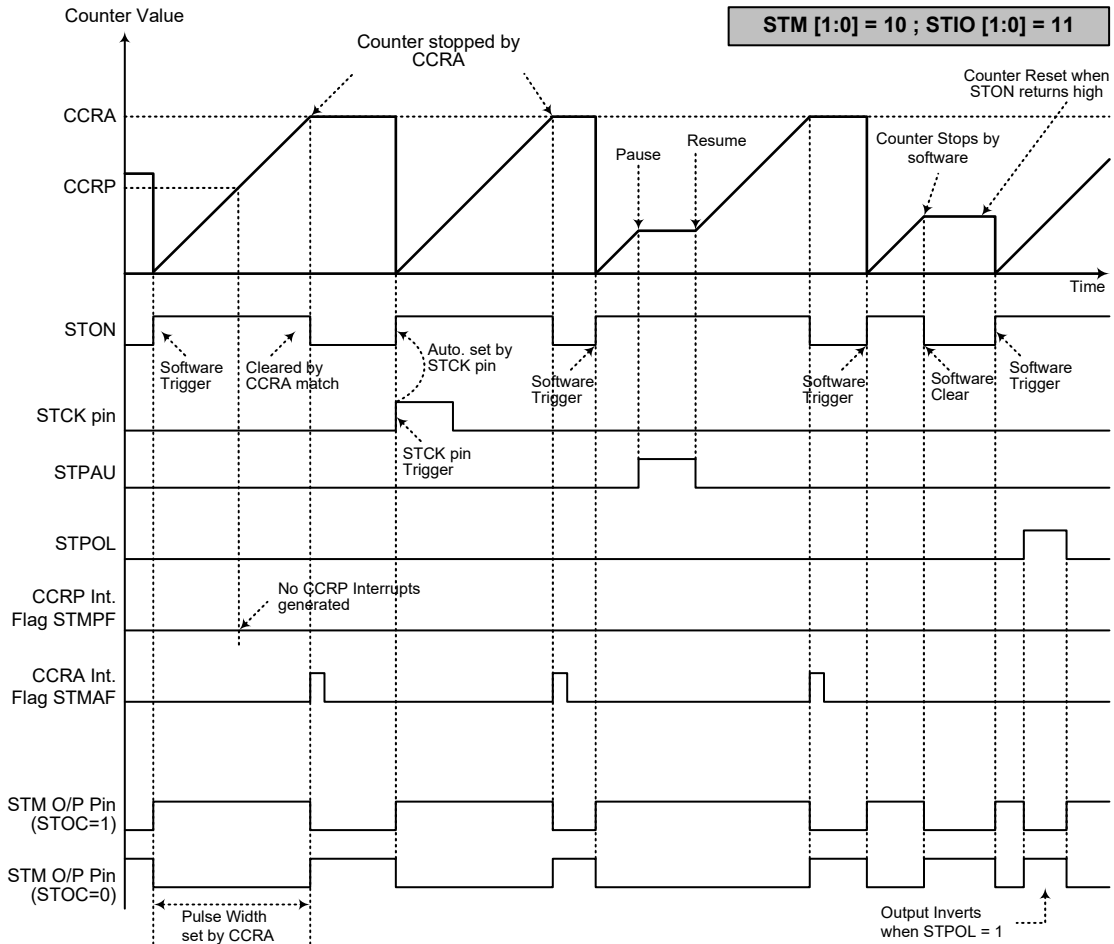 Counter Value
STM [1:0] = 10 ; STIO [1:0] = 11
Counter stopped by
CCRA
Counter Reset when
STON returns high
CCRA
Pause
Resume
Counter Stops by
software
CCRP
Time
STON
Software
Trigger
Cleared by
CCRA match
Auto. set by
STCK pin
Software
Trigger
Software
Trigger
Software
Clear
Software
Trigger
STCK pin
STCK pin
Trigger
STPAU
STPOL
CCRP Int.
Flag STMPF
No CCRP Interrupts
generated
CCRA Int.
Flag STMAF
STM O/P Pin
(STOC=1)
STM O/P Pin
(STOC=0)
Pulse Width
set by CCRA
Output Inverts
when STPOL = 1